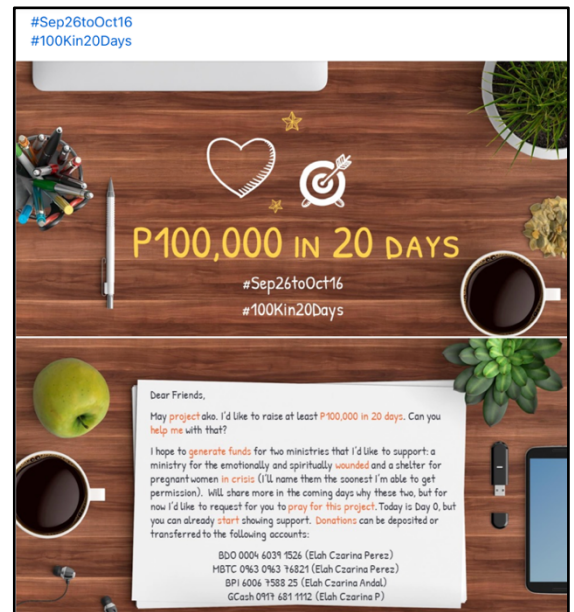 #Sep26toOct16
#100Kin20Days
P100,000 IN 20 DAYS
#Sep26toOct16
#100Kin20Days
Dear Friends,
May project ako. I'd like to raise at least P100,000 in 20 days. Can you
help me with that?
I hope to generate funds for two ministries that I'd like to support: a
ministry for the emotionally and spiritually wounded and a shelter for
pregnant women in crisis (I'll name them the soonest I'm able to get
permission). Will share more in the coming days why these two, but for
now I'd like to request for you to pray for this project. Today is Day 0, but
you can already start showing support. Donations can be deposited or
transferred to the following accounts:
BDO 0004 6039 1526 (Elah Czarina Perez)
MBTC 0963 0963 76821 (Elah Czarina Perez)
BPI 6006 7588 25 (Elah Czarina Andal)
GCash 0917 681 1112 (Elah Czarina P)